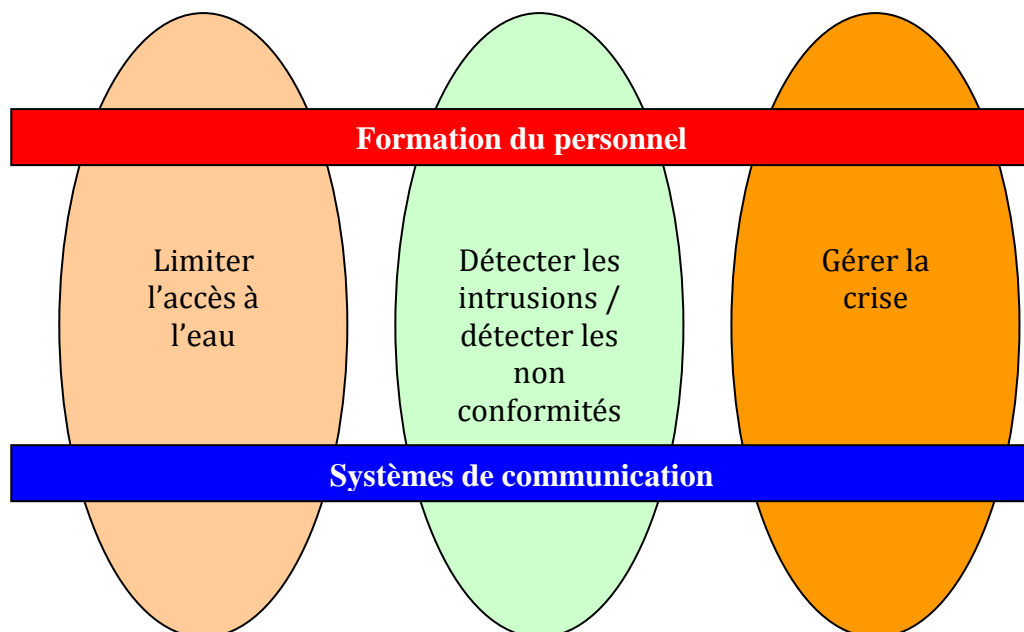 Formation du personnel
Limiter
l’accès à
l’eau
Détecter les
intrusions /
détecter les
non
conformités
Gérer la
crise
Systèmes de communication